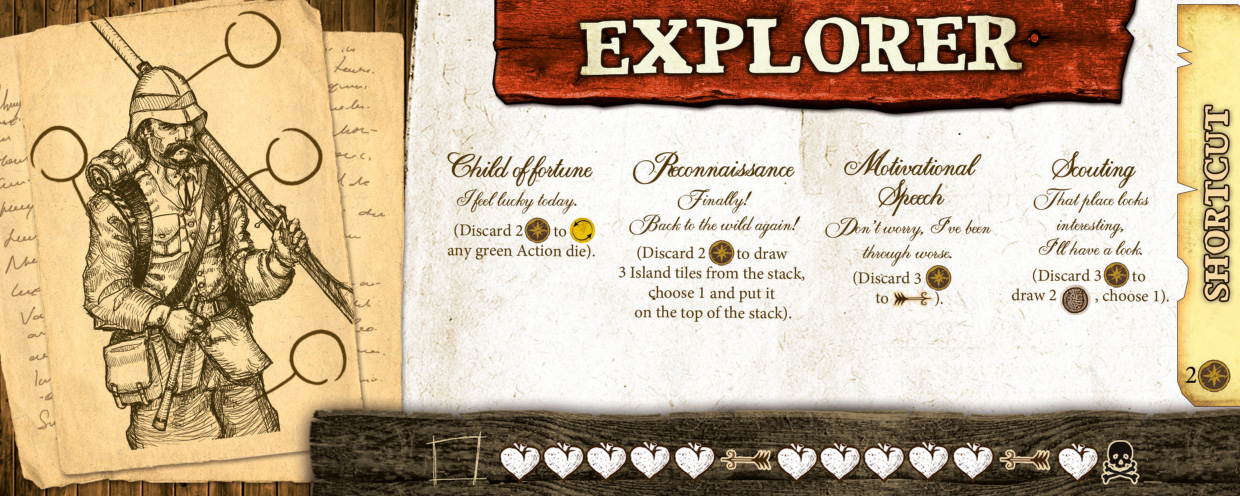 EXPLORER
Child of fortune
I feel lucky today.
(Discard 2 to
any green Action die).
Reconnaissance
Finally!
Back to the wild again!
(Discard 2 to draw
3 Island tiles from the stack,
choose 1 and put it
on the top of the stack).
Motivational
Speech
Don't worry, I've been
through worse.
(Discard 3
to ).
Scouting
That place looks
interesting,
I'll have a look.
(Discard 3 to
draw 2 , choose 1).
SHORTCUT
2